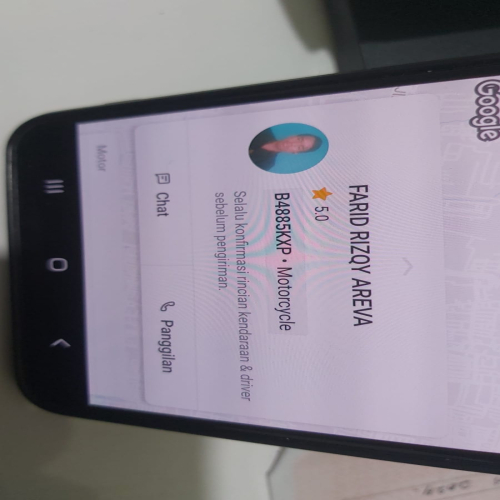 Google
FARID RIZQY AREVA
5.0
B4885KXP • Motorcycle
Selalu konfirmasi rincian kendaraan & driver
sebelum pengiriman.
Chat
Panggilan
Motor